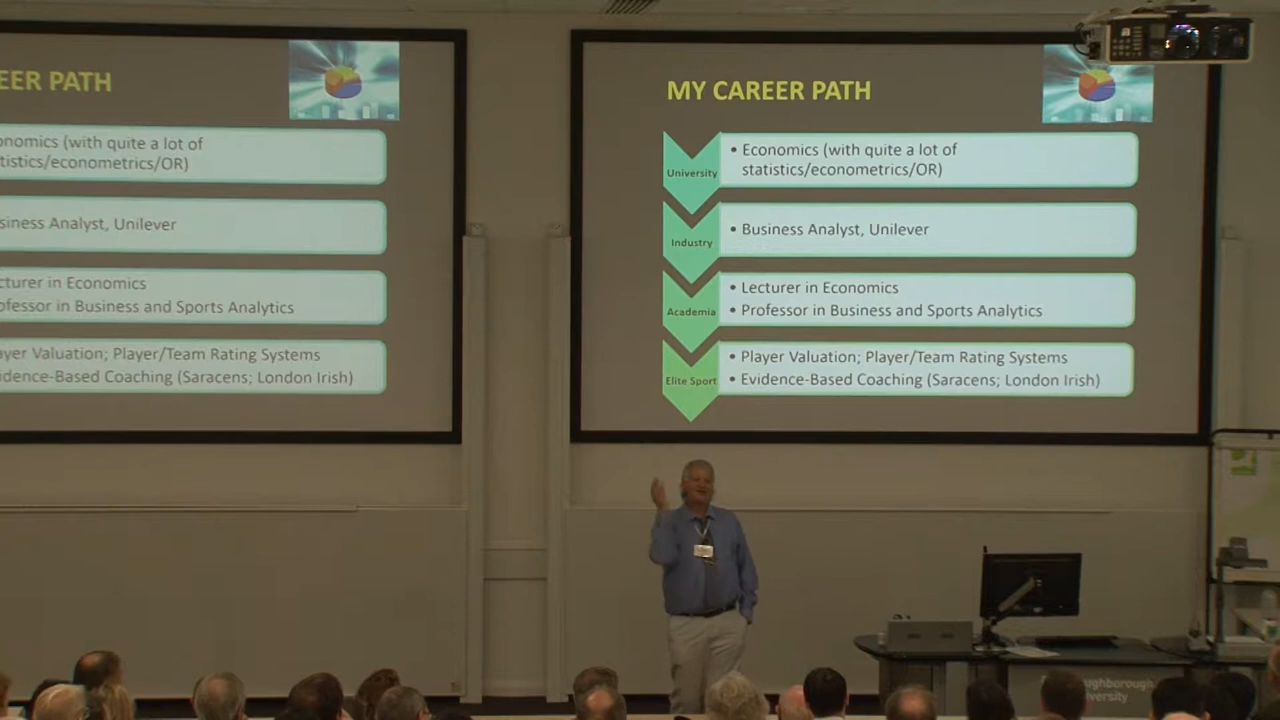 EER PATH
onomics (with quite a lot of
tistics/econometrics/OR)
siness Analyst, Unilever
cturer in Economics
ofessor in Business and Sports Analytics
ayer Valuation; Player/Team Rating Systems
idence-Based Coaching (Saracens; London Irish)
MY CAREER PATH
University
• Economics (with quite a lot of
statistics/econometrics/OR)
Industry
• Business Analyst, Unilever
Academia
• Lecturer in Economics
• Professor in Business and Sports Analytics
Elite Sport
• Player Valuation; Player/Team Rating Systems
• Evidence-Based Coaching (Saracens; London Irish)
ughborough
iversity